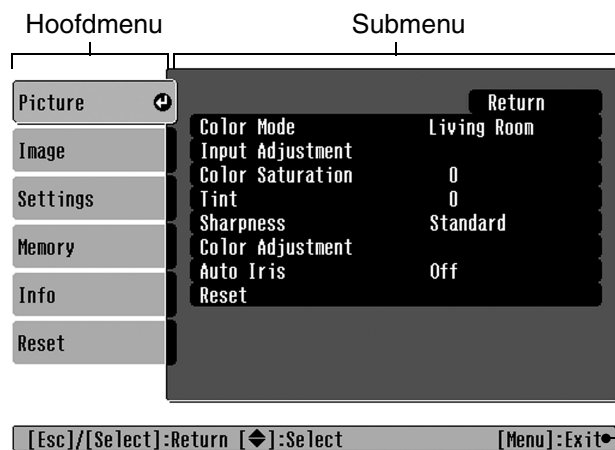 Hoofdmenu Submenu
Picture
Image
Settings
Memory
Info
Reset
Return
Color Mode Living Room
Input Adjustment
Color Saturation 0
Tint 0
Sharpness Standard
Color Adjustment
Auto Iris Off
Reset
[Esc]/[Select]:Return [◆]:Select [Menu]:Exit